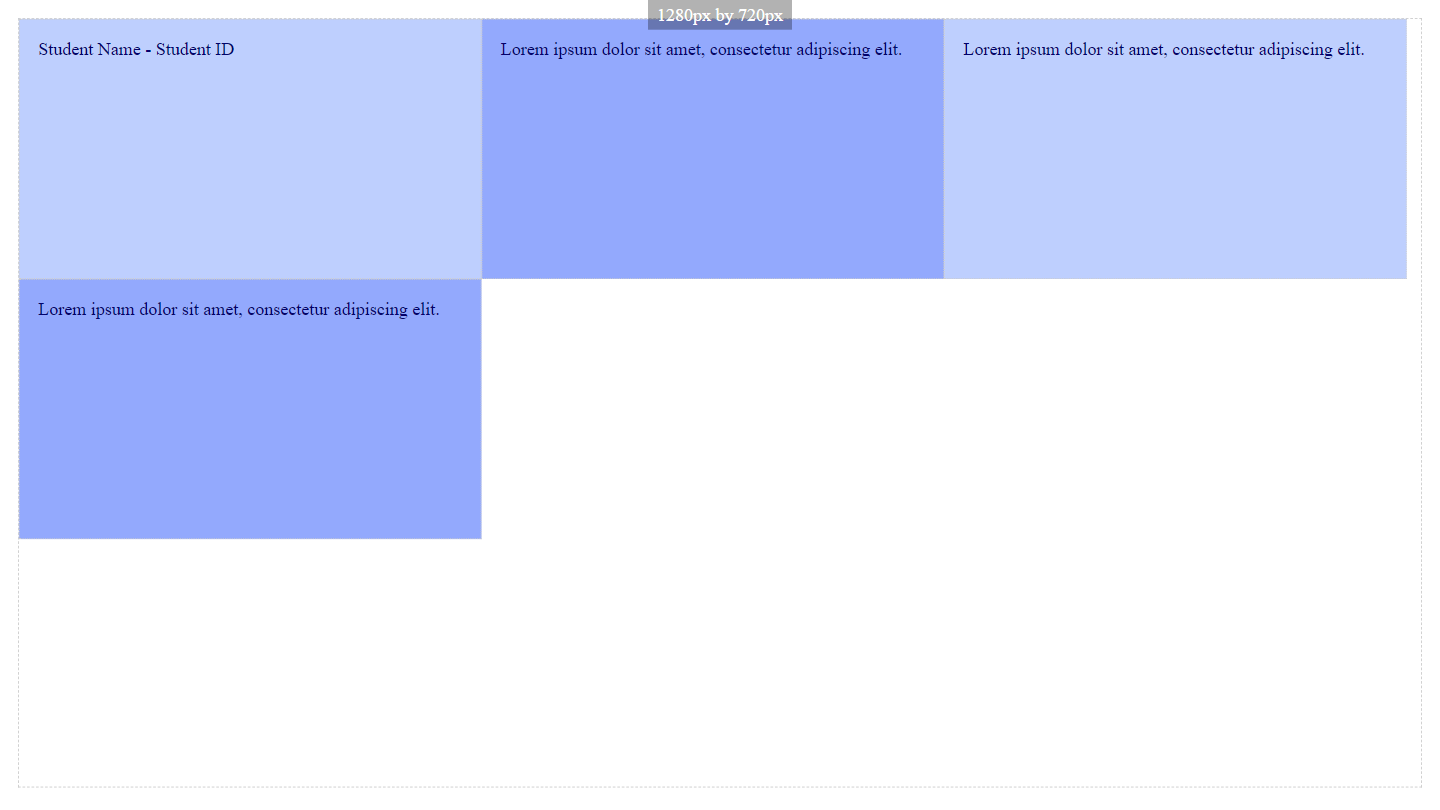 1280px by 720px
Student Name - Student ID
Lorem ipsum dolor sit amet, consectetur adipiscing elit.
Lorem ipsum dolor sit amet, consectetur adipiscing elit.
Lorem ipsum dolor sit amet, consectetur adipiscing elit.